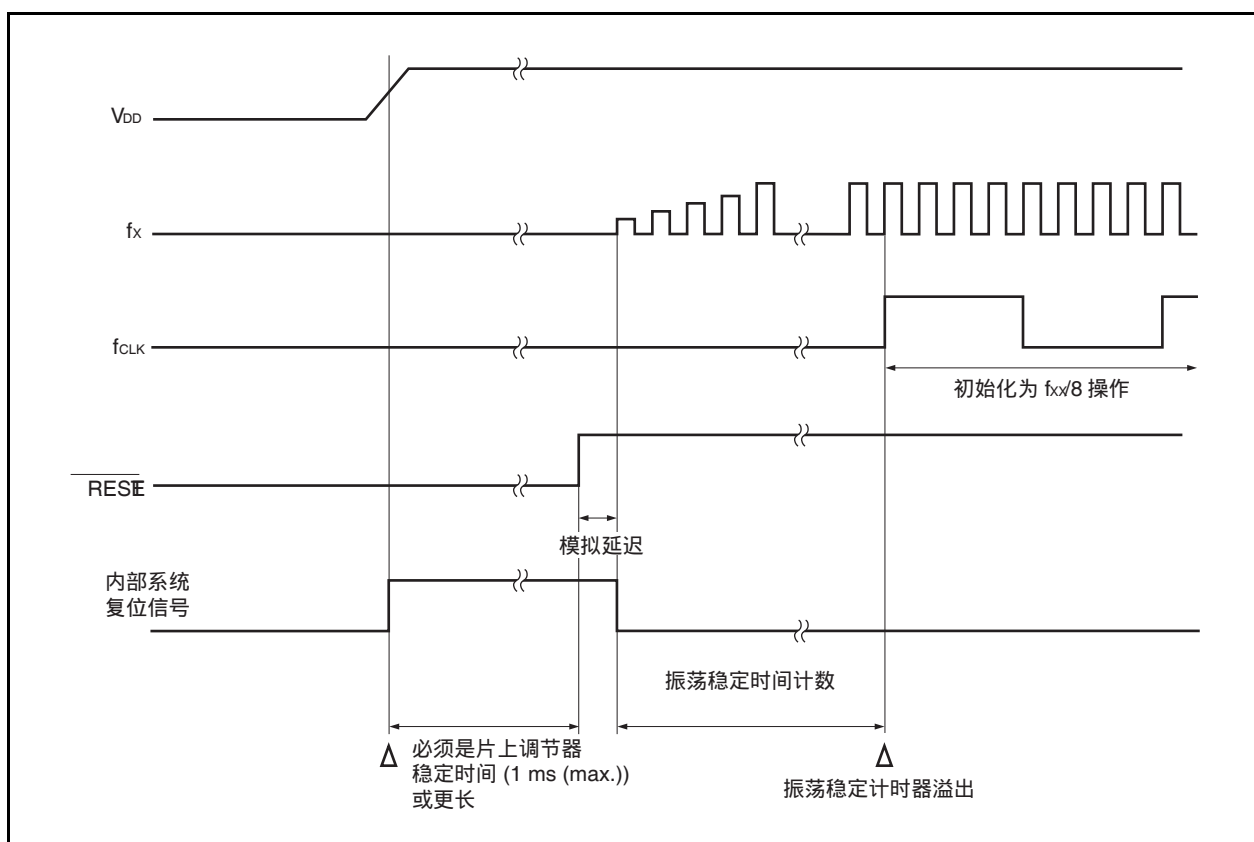 VDD
fX
fCLK
初始化为 fXX/8 操作
RESET
模拟延迟
内部系统
复位信号
振荡稳定时间计数
必须是片上调节器
稳定时间 (1 ms (max.))
或更长
振荡稳定计时器溢出